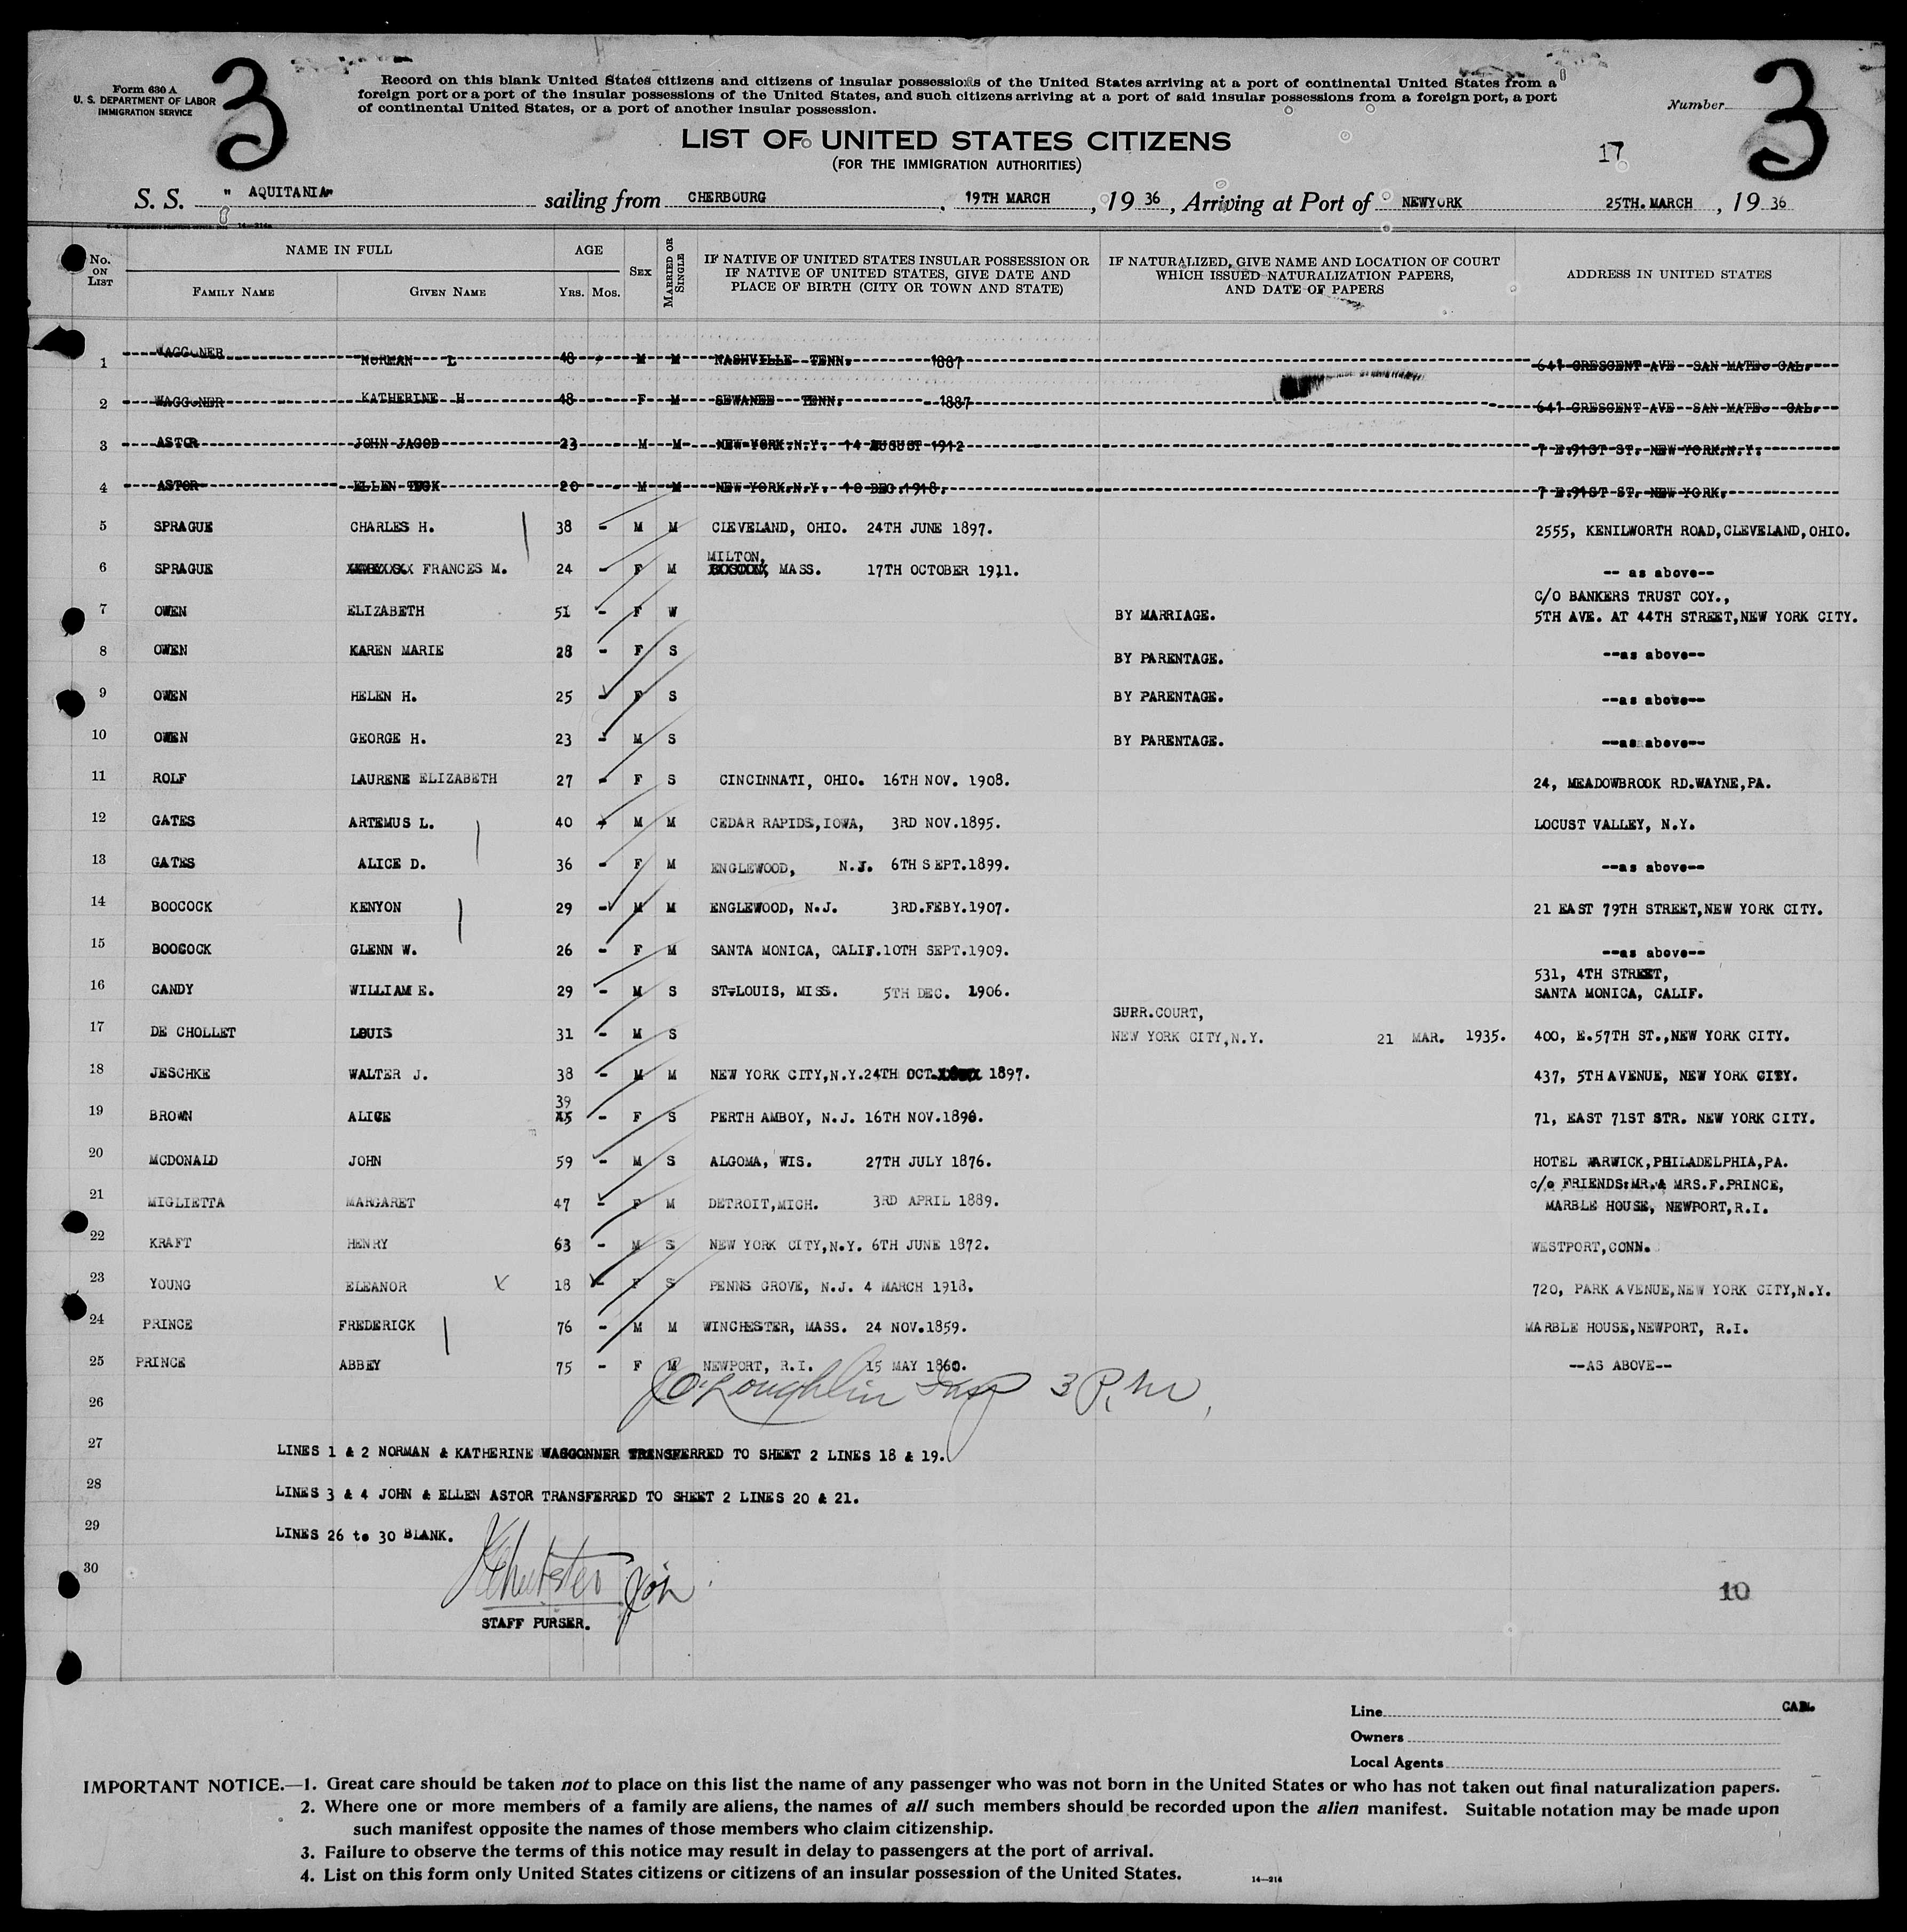 3
3
Form 630 A
U. S. DEPARTMENT OF LABOR
IMMIGRATION SERVICE
Record on this blank United States citizens and citizens of insular possessions of the United States arriving at a port of continental United States from a
foreign port or a port of the insular possessions of the United States, and such citizens arriving at a port of said insular possessions from a foreign port, a port
of continental United States, or a port of another insular possession.
Number
LIST OF UNITED STATES CITIZENS
(FOR THE IMMIGRATION AUTHORITIES)
17
S. S. " AQUITANIA" sailing from CHERBOURG , 19TH MARCH , 19 36 , Arriving at Port of NEWYORK 25TH. MARCH , 19 36
No. ON LIST
NAME IN FULL
FAMILY NAME GIVEN NAME
AGE
YRS. MOS.
SEX
MARRIED OR SINGLE
IF NATIVE OF UNITED STATES INSULAR POSSESSION OR
IF NATIVE OF UNITED STATES, GIVE DATE AND
PLACE OF BIRTH (CITY OR TOWN AND STATE)
IF NATURALIZED, GIVE NAME AND LOCATION OF COURT
WHICH ISSUED NATURALIZATION PAPERS,
AND DATE OF PAPERS
ADDRESS IN UNITED STATES
1 WAGGONER NORMAN L 48 M M NASHVILLE TENN. 1887 641 CRESCENT AVE SAN MATEO CAL.
2 WAGGONER KATHERINE H 48 F M SEWANEE TENN. 1887 641 CRESCENT AVE SAN MATEO CAL.
3 ASTOR JOHN JACOB 23 M M NEW YORK.N.Y. 14 AUGUST 1912 7 E.91ST ST. NEW YORK.N.Y.
4 ASTOR ELLEN TUCK 20 M M NEW YORK.N.Y. 18 DEC.1918. 7 E.91ST ST. NEW YORK.
5 SPRAGUE CHARLES H. 38 - M M CLEVELAND, OHIO. 24TH JUNE 1897. 2555, KENILWORTH ROAD,CLEVELAND,OHIO.
MILTON,
6 SPRAGUE FRANCES M. 24 - F M MASS. 17TH OCTOBER 1911. -- as above--
C/O BANKERS TRUST COY.,
7 OWEN ELIZABETH 51 - F W BY MARRIAGE. 5TH AVE. AT 44TH STREET,NEW YORK CITY.
8 OWEN KAREN MARIE 28 - F S BY PARENTAGE. --as above--
9 OWEN HELEN H. 25 - F S BY PARENTAGE. --as above--
10 OWEN GEORGE H. 23 - M S BY PARENTAGE. --as above--
11 ROLF LAURENE ELIZABETH 27 - F S CINCINNATI, OHIO. 16TH NOV. 1908. 24, MEADOWBROOK RD.WAYNE,PA.
12 GATES ARTEMUS L. 40 - M M CEDAR RAPIDS,IOWA, 3RD NOV.1895. LOCUST VALLEY, N.Y.
13 GATES ALICE D. 36 - F M ENGLEWOOD, N.J. 6TH SEPT.1899. --as above--
14 BOOCOCK KENYON 29 - M M ENGLEWOOD, N.J. 3RD.FEBY.1907. 21 EAST 79TH STREET,NEW YORK CITY.
15 BOOCOCK GLENN W. 26 - F M SANTA MONICA, CALIF.10TH SEPT.1909. --as above--
531, 4TH STREET,
16 CANDY WILLIAM E. 29 - M S ST-LOUIS, MISS. 5TH DEC. 1906. SANTA MONICA, CALIF.
SURR.COURT,
17 DE CHOLLET LOUIS 31 - M S NEW YORK CITY,N.Y. 21 MAR. 1935. 400, E.57TH ST.,NEW YORK CITY.
18 JESCHKE WALTER J. 38 - M M NEW YORK CITY,N.Y.24TH OCT. 1897. 437, 5TH AVENUE, NEW YORK CITY.
39
19 BROWN ALICE 45 - F S PERTH AMBOY, N.J. 16TH NOV.1896. 71, EAST 71ST STR. NEW YORK CITY.
20 MCDONALD JOHN 59 - M S ALGOMA, WIS. 27TH JULY 1876. HOTEL WARWICK,PHILADELPHIA,PA.
c/o FRIENDS:MR.& MRS.F.PRINCE,
21 MIGLIETTA MARGARET 47 - F M DETROIT,MICH. 3RD APRIL 1889. MARBLE HOUSE, NEWPORT,R.I.
22 KRAFT HENRY 63 - M S NEW YORK CITY,N.Y. 6TH JUNE 1872. WESTPORT,CONN.
23 YOUNG ELEANOR X 18 - F S PENNS GROVE, N.J. 4 MARCH 1918. 720, PARK AVENUE,NEW YORK CITY,N.Y.
24 PRINCE FREDERICK 76 - M M WINCHESTER, MASS. 24 NOV.1859. MARBLE HOUSE,NEWPORT, R.I.
25 PRINCE ABBEY 75 - F M NEWPORT, R.I. 15 MAY 1860. --AS ABOVE--
J O'Loughlin Insp 3 P.M.
26
27 LINES 1 & 2 NORMAN & KATHERINE WAGGONNER TRANSFERRED TO SHEET 2 LINES 18 & 19.
28 LINES 3 & 4 JOHN & ELLEN ASTOR TRANSFERRED TO SHEET 2 LINES 20 & 21.
29 LINES 26 to 30 BLANK.
30
10
STAFF PURSER.
Line CABL
Owners
Local Agents
IMPORTANT NOTICE.—1. Great care should be taken not to place on this list the name of any passenger who was not born in the United States or who has not taken out final naturalization papers.
2. Where one or more members of a family are aliens, the names of all such members should be recorded upon the alien manifest. Suitable notation may be made upon
such manifest opposite the names of those members who claim citizenship.
3. Failure to observe the terms of this notice may result in delay to passengers at the port of arrival.
4. List on this form only United States citizens or citizens of an insular possession of the United States.
14—214